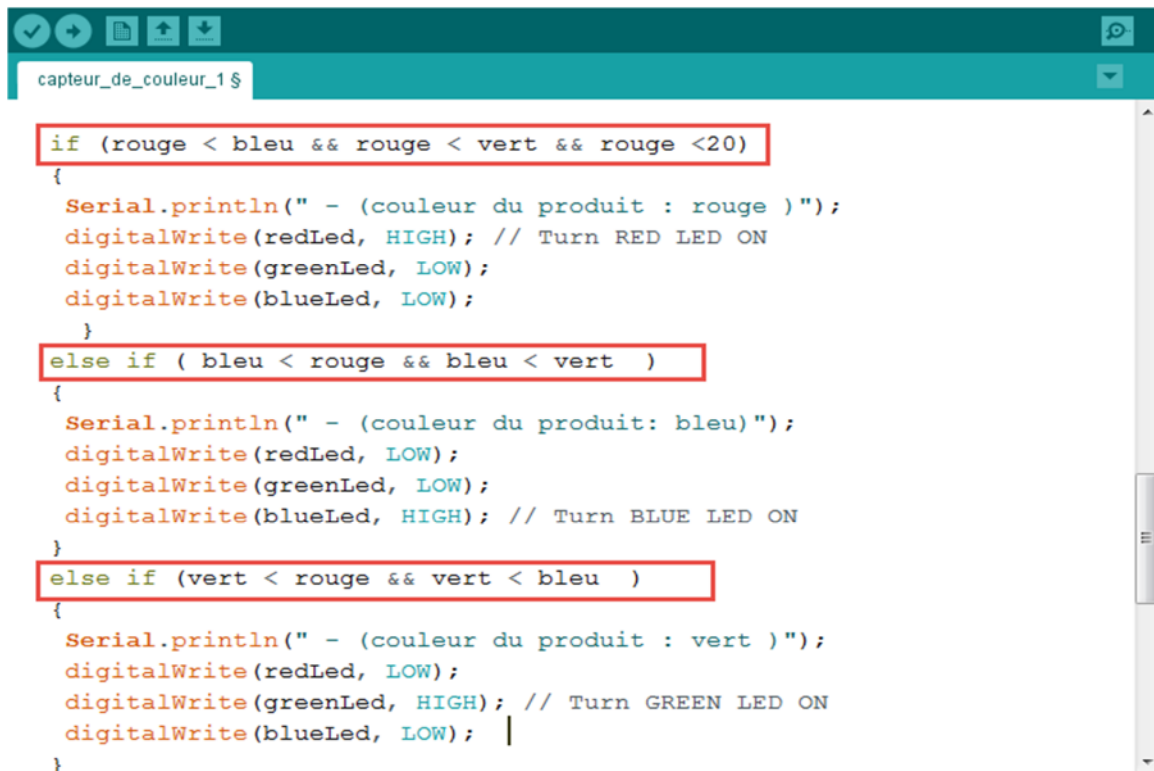 capteur_de_couleur_1 §
if (rouge < bleu && rouge < vert && rouge <20)
{
Serial.println(" - (couleur du produit : rouge )");
digitalWrite(redLed, HIGH); // Turn RED LED ON
digitalWrite(greenLed, LOW);
digitalWrite(blueLed, LOW);
}
else if ( bleu < rouge && bleu < vert  )
{
Serial.println(" - (couleur du produit: bleu)");
digitalWrite(redLed, LOW);
digitalWrite(greenLed, LOW);
digitalWrite(blueLed, HIGH); // Turn BLUE LED ON
}
else if (vert < rouge && vert < bleu  )
{
Serial.println(" - (couleur du produit : vert )");
digitalWrite(redLed, LOW);
digitalWrite(greenLed, HIGH); // Turn GREEN LED ON
digitalWrite(blueLed, LOW);
}